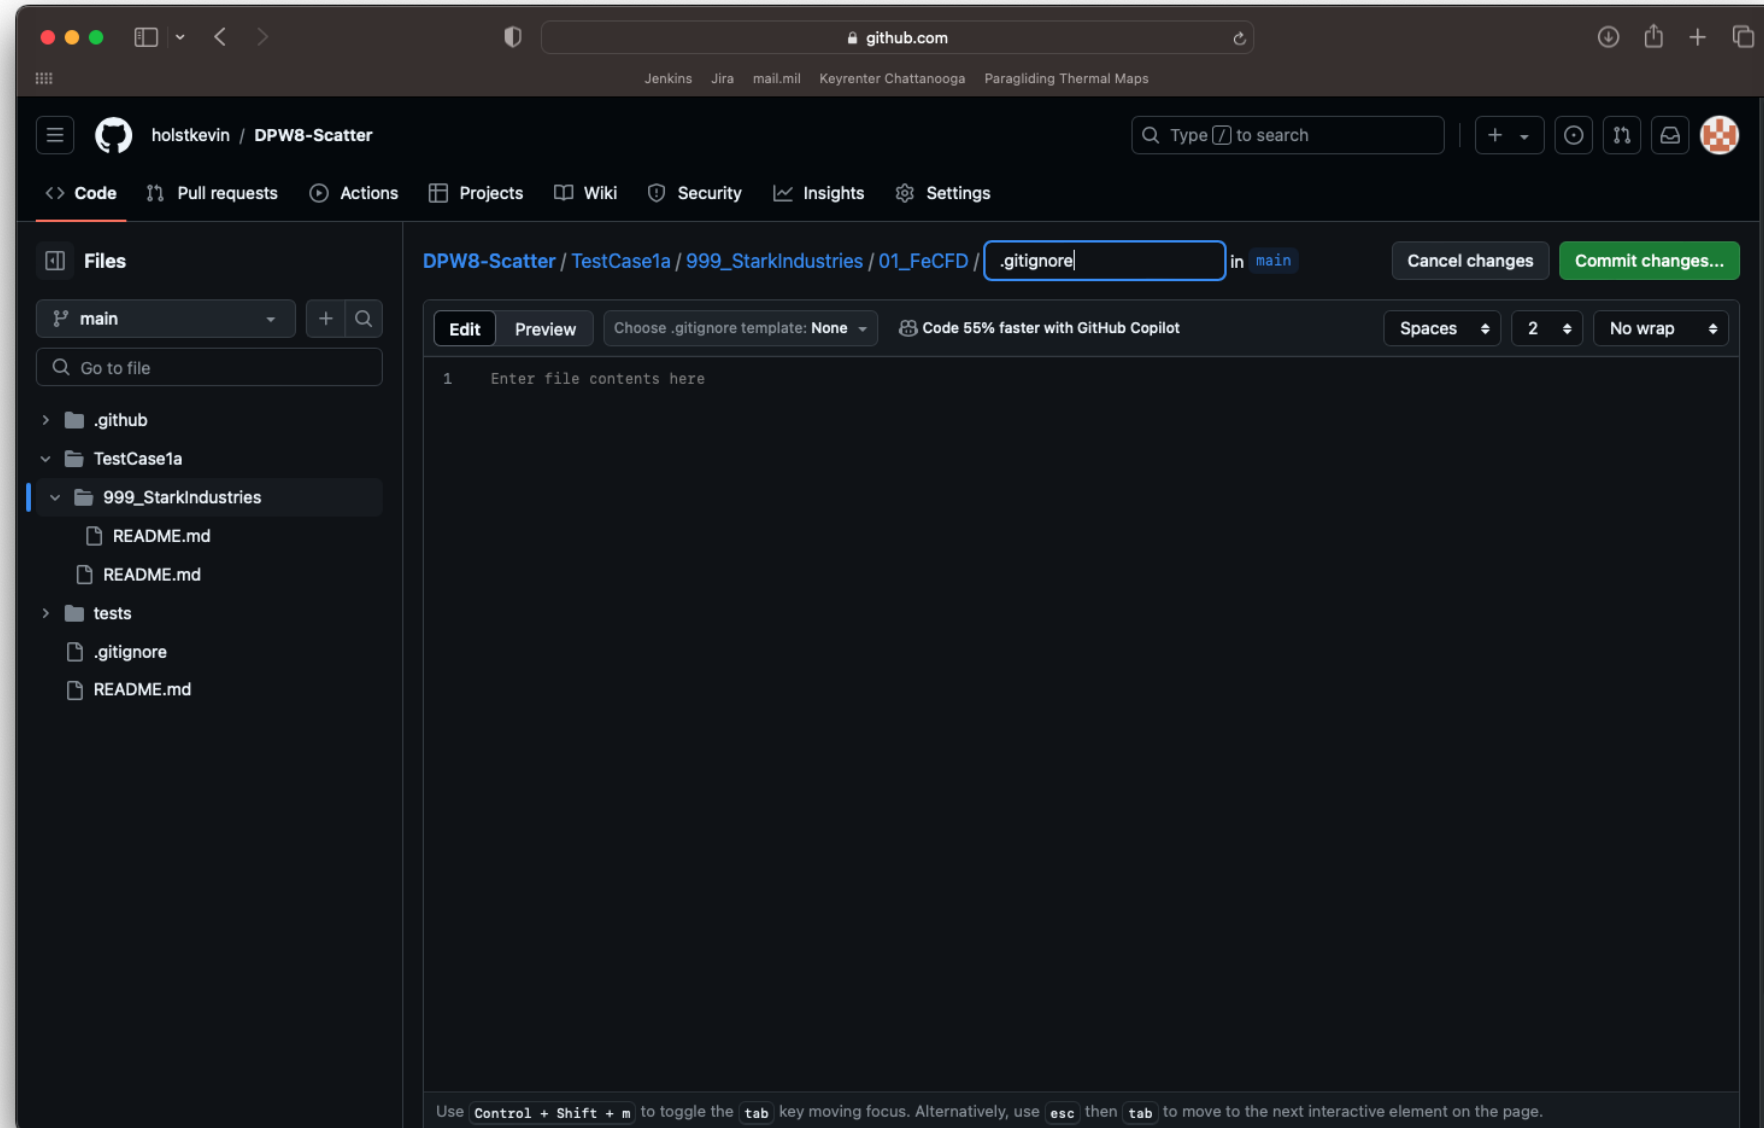 github.com
Jenkins Jira mail.mil Keyrenter Chattanooga Paragliding Thermal Maps
holstkevin / DPW8-Scatter
Type / to search
Code Pull requests Actions Projects Wiki Security Insights Settings
Files
main
Go to file
.github
TestCase1a
999_StarkIndustries
README.md
README.md
tests
.gitignore
README.md
DPW8-Scatter / TestCase1a / 999_StarkIndustries / 01_FeCFD / .gitignore in main
Cancel changes Commit changes...
Edit Preview Choose .gitignore template: None Code 55% faster with GitHub Copilot Spaces 2 No wrap
1 Enter file contents here
Use Control + Shift + m to toggle the tab key moving focus. Alternatively, use esc then tab to move to the next interactive element on the page.